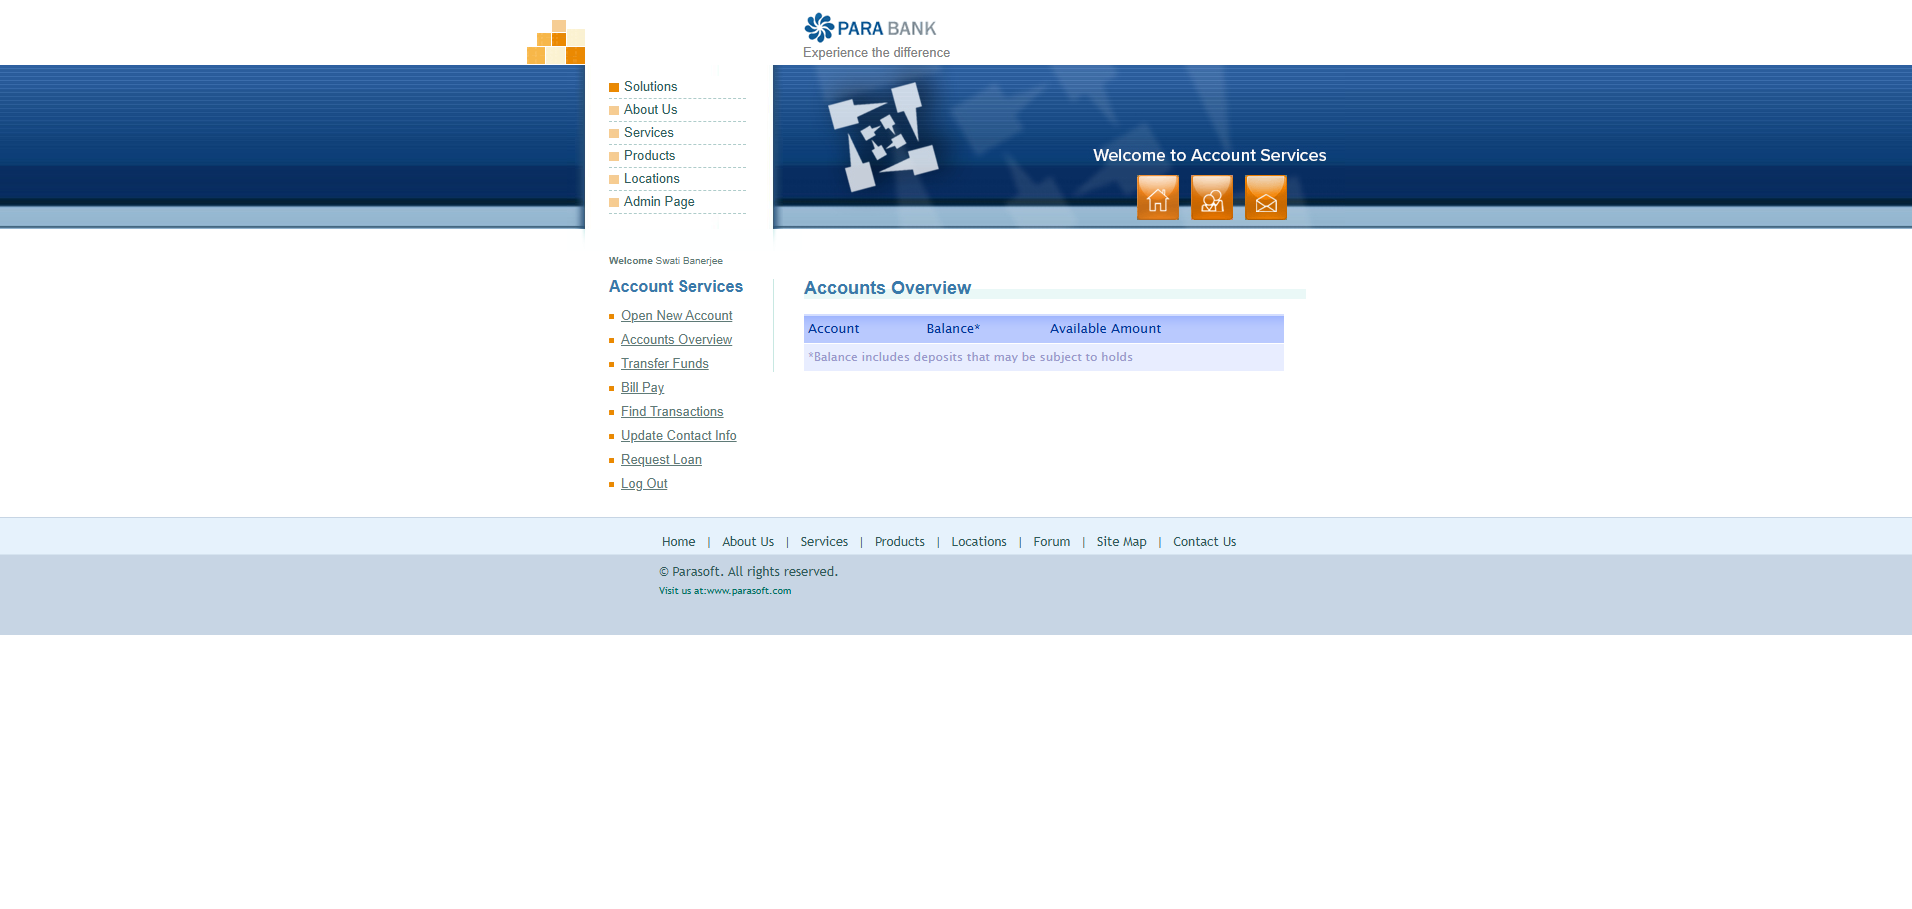 PARA BANK
Experience the difference
Solutions
About Us
Services
Products
Locations
Admin Page
Welcome to Account Services
Welcome Swati Banerjee
Account Services
Open New Account
Accounts Overview
Transfer Funds
Bill Pay
Find Transactions
Update Contact Info
Request Loan
Log Out
Accounts Overview
Account Balance* Available Amount
*Balance includes deposits that may be subject to holds
Home | About Us | Services | Products | Locations | Forum | Site Map | Contact Us
© Parasoft. All rights reserved.
Visit us at:www.parasoft.com